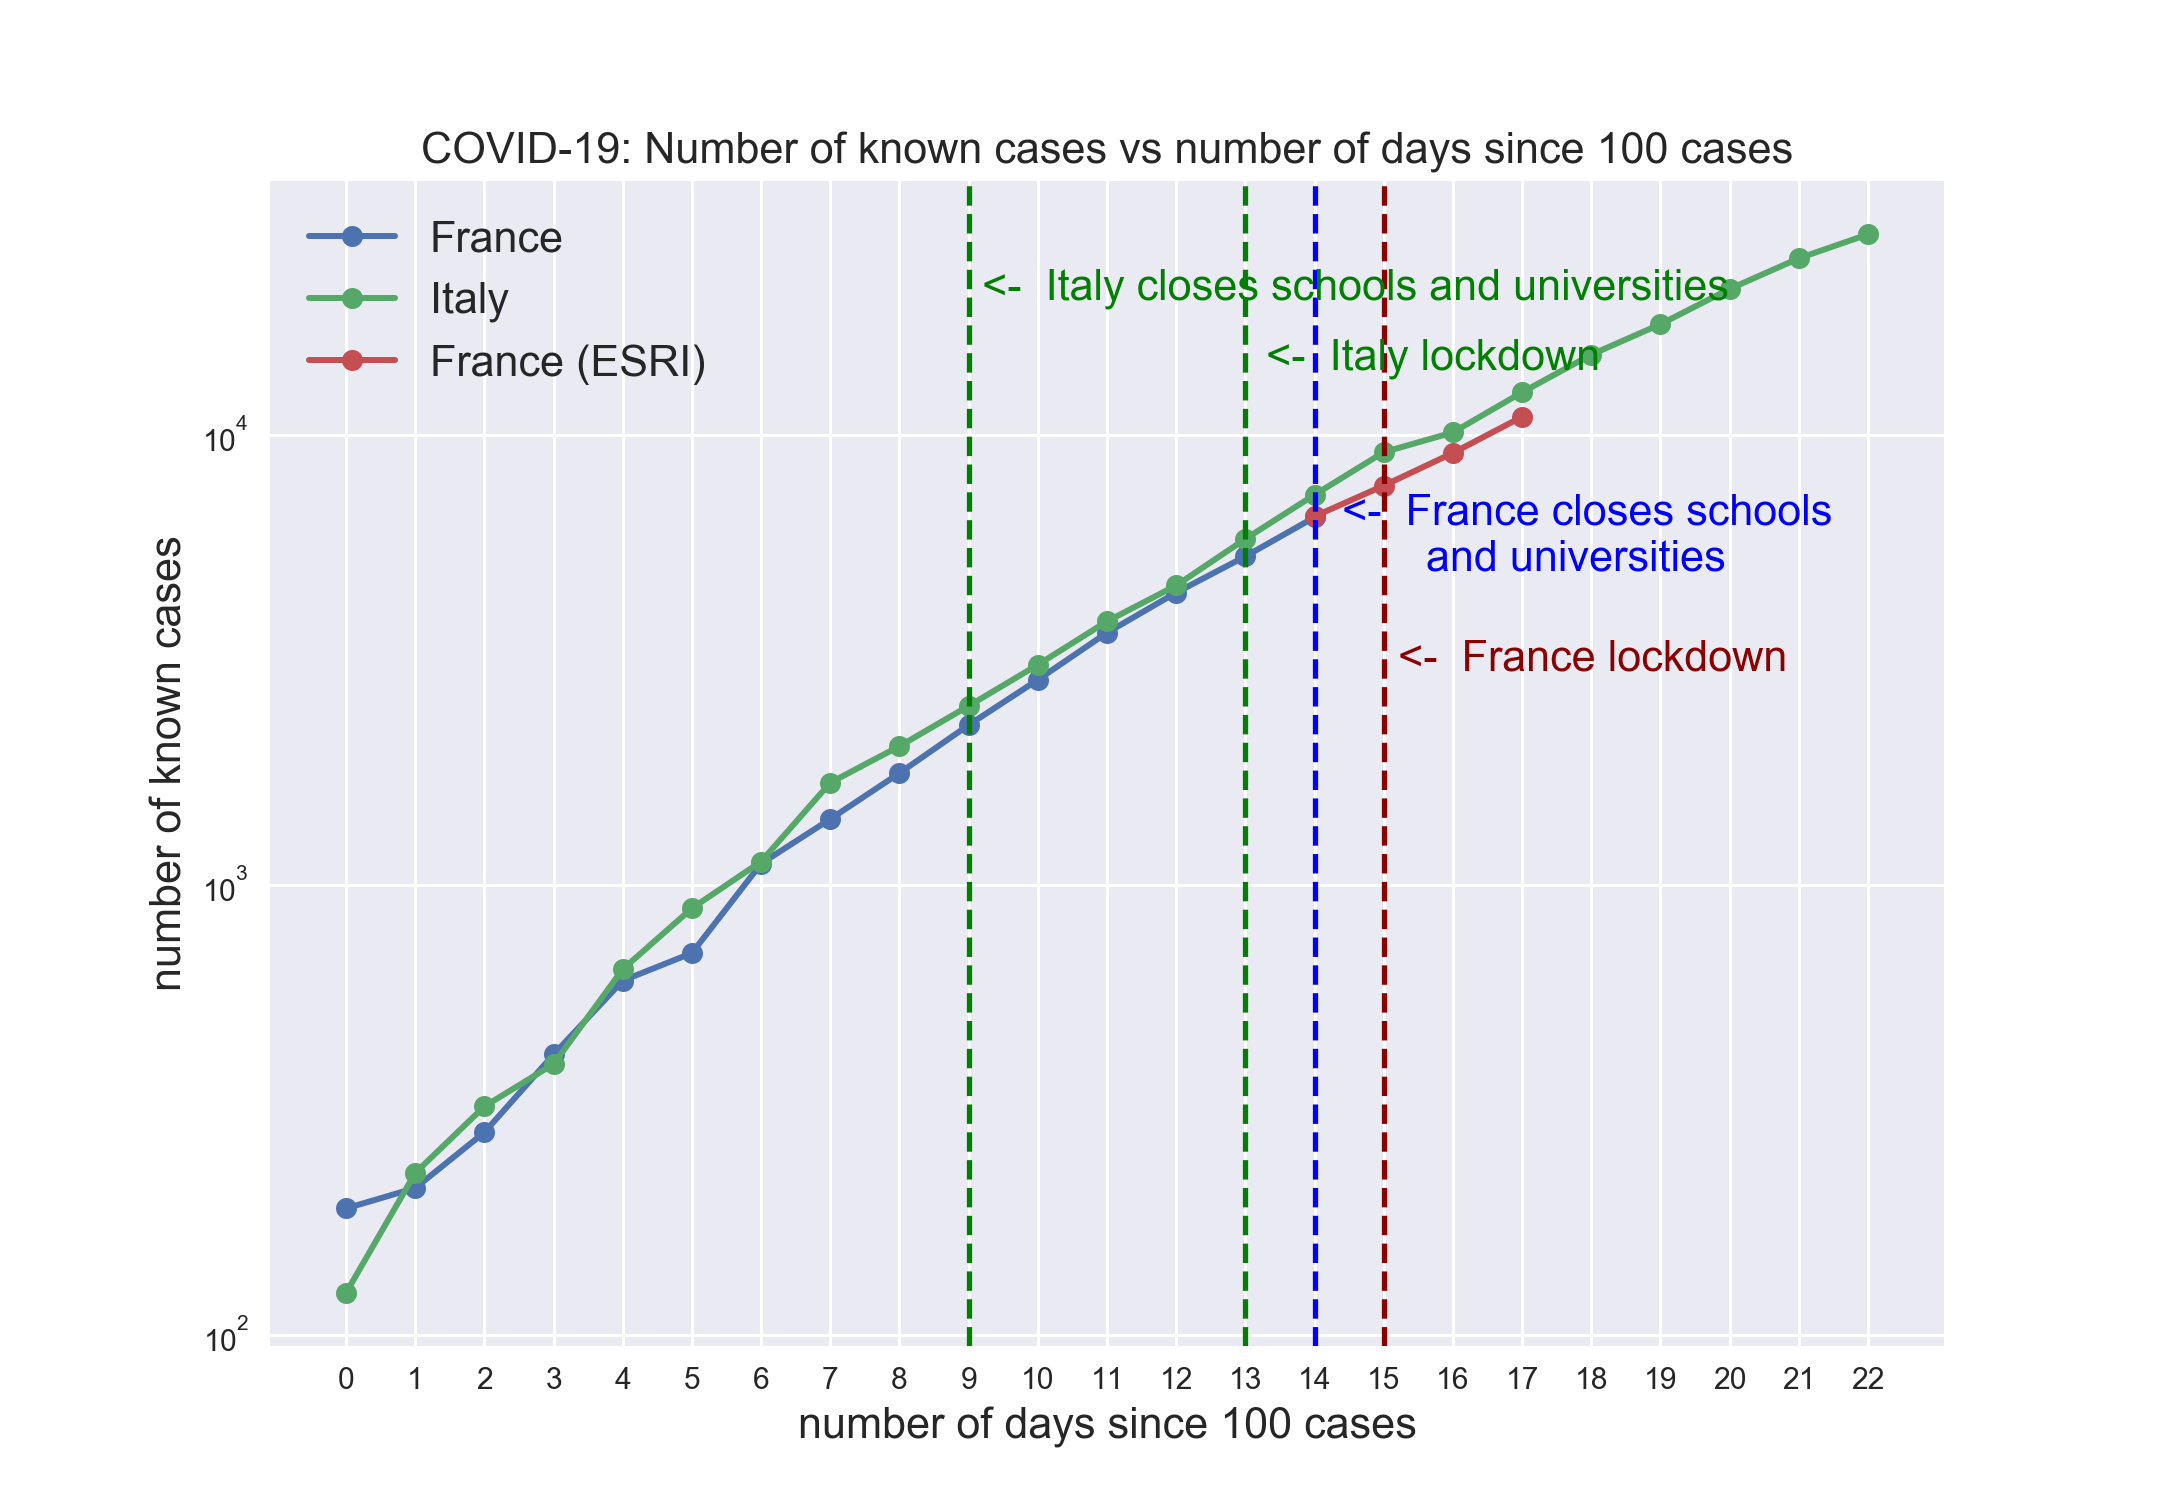 COVID-19: Number of known cases vs number of days since 100 cases
France
Italy
France (ESRI)
<- Italy closes schools and universities
<- Italy lockdown
<- France closes schools
and universities
<- France lockdown
number of known cases
10^4
10^3
10^2
0 1 2 3 4 5 6 7 8 9 10 11 12 13 14 15 16 17 18 19 20 21 22
number of days since 100 cases